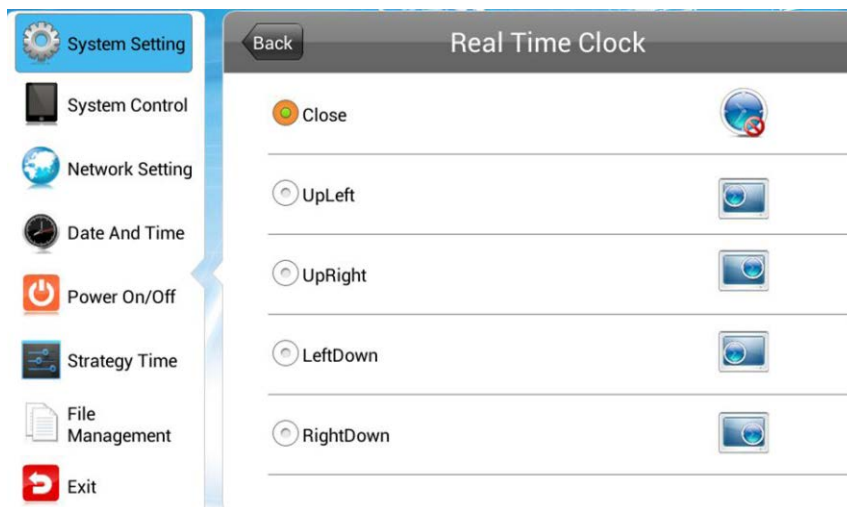 System Setting
System Control
Network Setting
Date And Time
Power On/Off
Strategy Time
File
Management
Exit
Back
Real Time Clock
Close
UpLeft
UpRight
LeftDown
RightDown